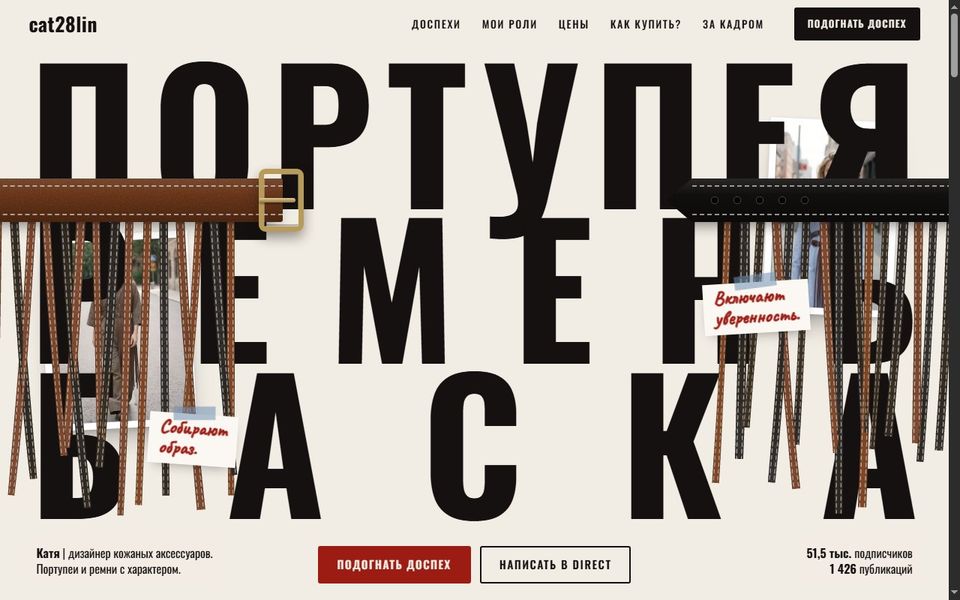 cat28lin
ДОСПЕХИ
МОИ РОЛИ
ЦЕНЫ
КАК КУПИТЬ?
ЗА КАДРОМ
ПОДОГНАТЬ ДОСПЕХ
ПОРТУПЕЯ
РЕМЕНЬ
БАСКА
Включают
уверенность.
Собирают
образ.
Катя | дизайнер кожаных аксессуаров.
Портупеи и ремни с характером.
ПОДОГНАТЬ ДОСПЕХ
НАПИСАТЬ В DIRECT
51,5 тыс. подписчиков
1 426 публикаций